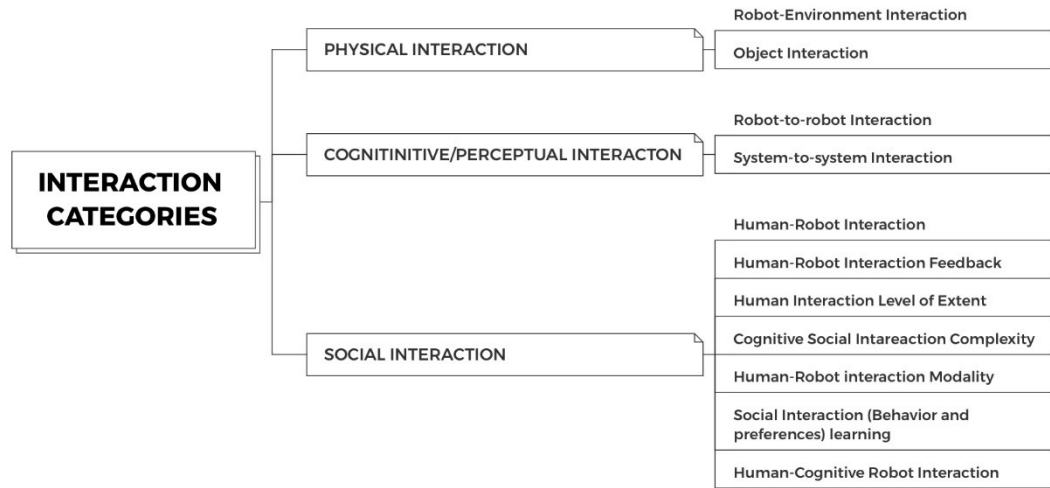 INTERACTION
CATEGORIES
PHYSICAL INTERACTION
Robot-Environment Interaction
Object Interaction
COGNITINITIVE/PERCEPTUAL INTERACTON
Robot-to-robot Interaction
System-to-system Interaction
SOCIAL INTERACTION
Human-Robot Interaction
Human-Robot Interaction Feedback
Human Interaction Level of Extent
Cognitive Social Intareaction Complexity
Human-Robot interaction Modality
Social Interaction (Behavior and
preferences) learning
Human-Cognitive Robot Interaction